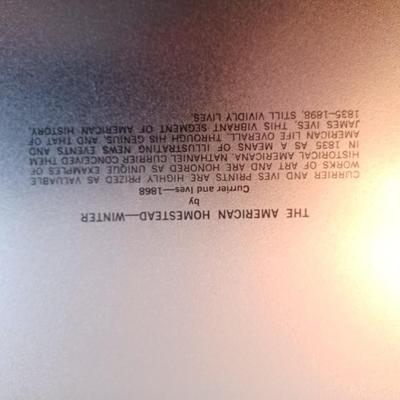 THE AMERICAN HOMESTEAD—WINTER
by
Currier and Ives—1868
CURRIER AND IVES PRINTS ARE HIGHLY PRIZED AS VALUABLE
WORKS OF ART AND ARE HONORED AS UNIQUE EXAMPLES OF
HISTORICAL AMERICANA. NATHANIEL CURRIER CONCEIVED THEM
IN 1835 AS A MEANS OF ILLUSTRATING NEWS EVENTS AND
AMERICAN LIFE OVERALL. THROUGH HIS GENIUS, AND THAT OF
JAMES IVES, THIS VIBRANT SEGMENT OF AMERICAN HISTORY,
1835-1898, STILL VIVIDLY LIVES.